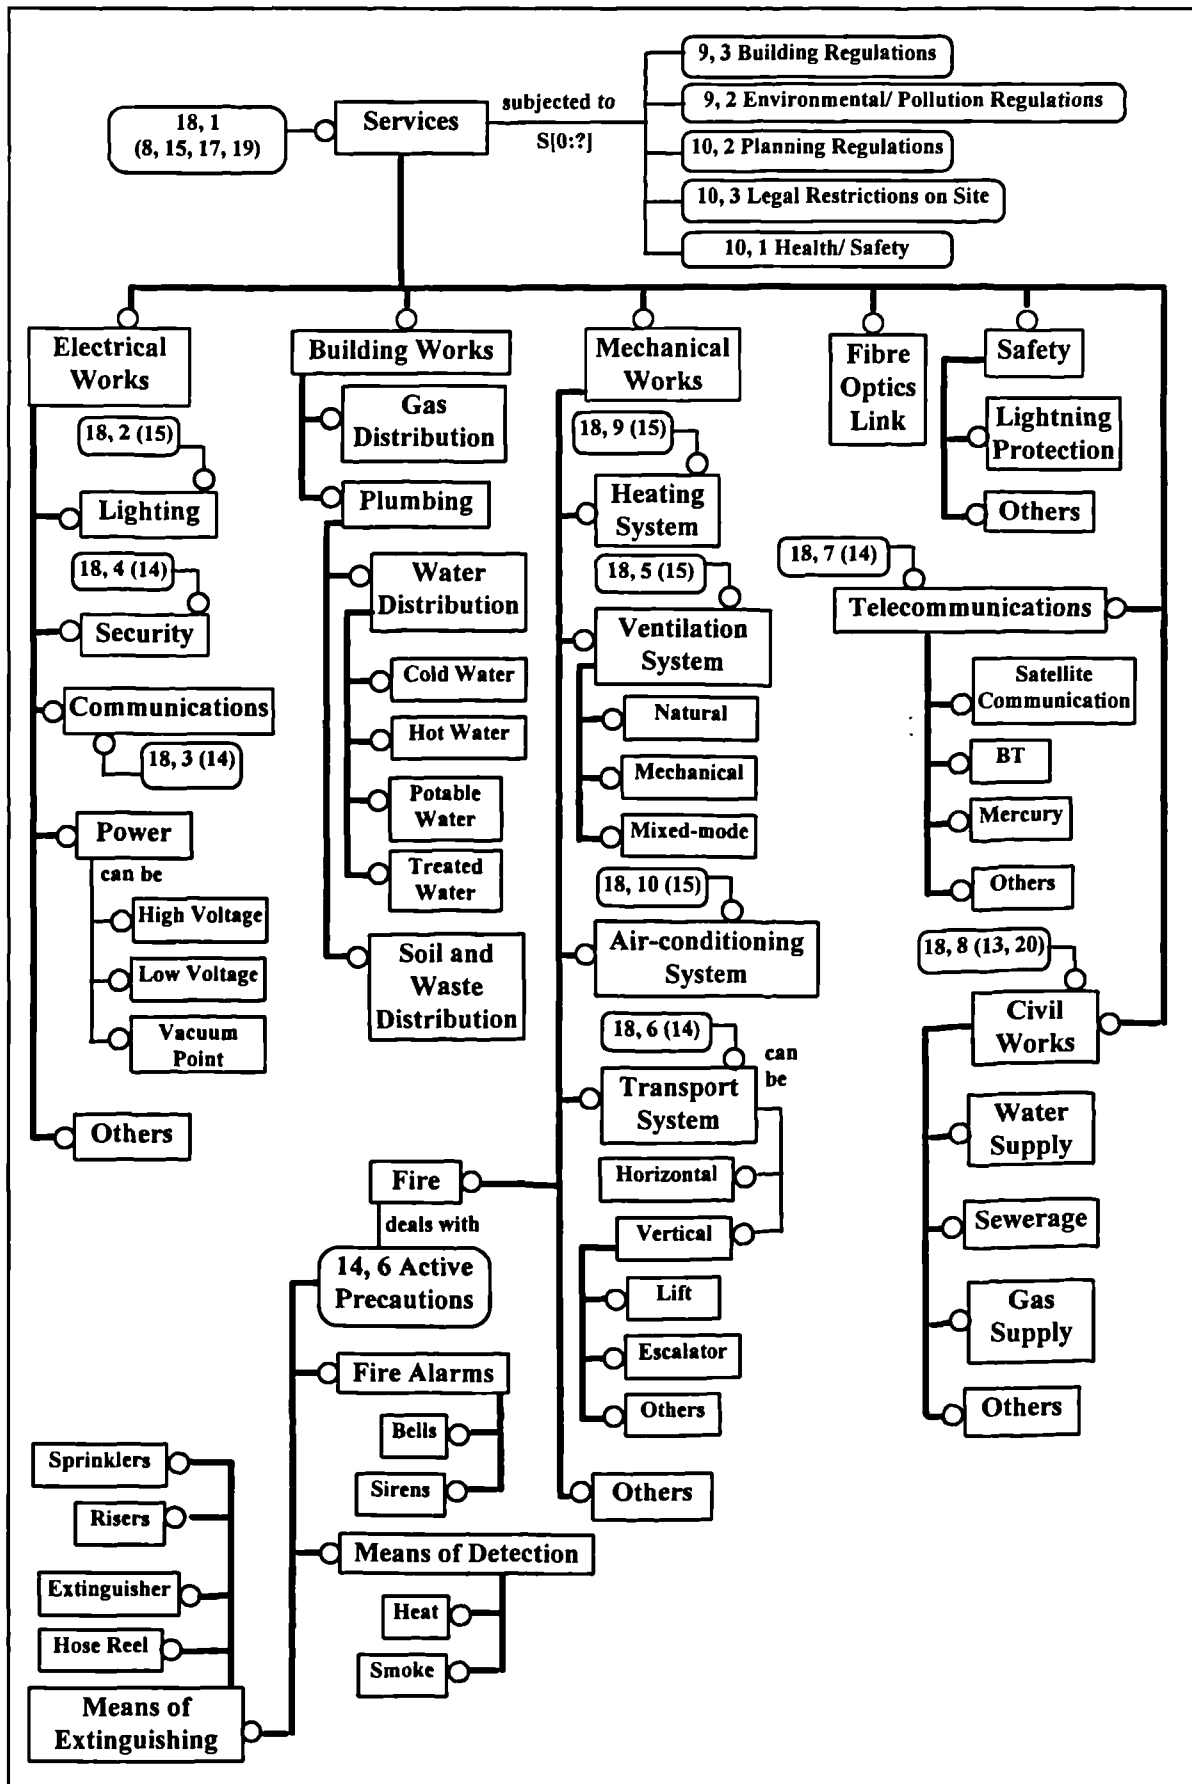 9, 3 Building Regulations
18, 1
(8, 15, 17, 19)
Services
subjected to
S[0:?]
9, 2 Environmental/ Pollution Regulations
10, 2 Planning Regulations
10, 3 Legal Restrictions on Site
10, 1 Health/ Safety
Electrical
Works
18, 2 (15)
Lighting
18, 4 (14)
Security
Communications
18, 3 (14)
Power
can be
High Voltage
Low Voltage
Vacuum
Point
Others
Building Works
Gas
Distribution
Plumbing
Water
Distribution
Cold Water
Hot Water
Potable
Water
Treated
Water
Soil and
Waste
Distribution
Mechanical
Works
18, 9 (15)
Heating
System
18, 5 (15)
Ventilation
System
Natural
Mechanical
Mixed-mode
18, 10 (15)
Air-conditioning
System
18, 6 (14)
can
be
Transport
System
Horizontal
Vertical
Lift
Escalator
Others
Others
Fibre
Optics
Link
Safety
Lightning
Protection
Others
18, 7 (14)
Telecommunications
Satellite
Communication
BT
Mercury
Others
18, 8 (13, 20)
Civil
Works
Water
Supply
Sewerage
Gas
Supply
Others
Fire
deals with
14, 6 Active
Precautions
Fire Alarms
Bells
Sirens
Means of Detection
Heat
Smoke
Sprinklers
Risers
Extinguisher
Hose Reel
Means of
Extinguishing